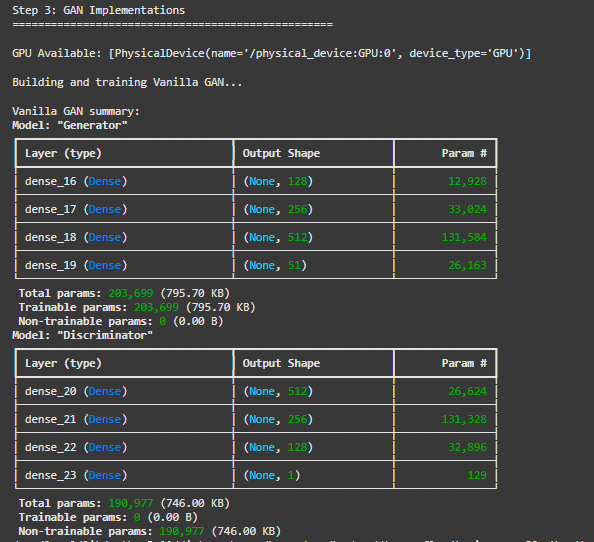 Step 3: GAN Implementations
==================================================
GPU Available: [PhysicalDevice(name='/physical_device:GPU:0', device_type='GPU')]
Building and training Vanilla GAN...
Vanilla GAN summary:
Model: "Generator"
Layer (type) Output Shape Param #
dense_16 (Dense) (None, 128) 12,928
dense_17 (Dense) (None, 256) 33,024
dense_18 (Dense) (None, 512) 131,584
dense_19 (Dense) (None, 51) 26,163
Total params: 203,699 (795.70 KB)
Trainable params: 203,699 (795.70 KB)
Non-trainable params: 0 (0.00 B)
Model: "Discriminator"
Layer (type) Output Shape Param #
dense_20 (Dense) (None, 512) 26,624
dense_21 (Dense) (None, 256) 131,328
dense_22 (Dense) (None, 128) 32,896
dense_23 (Dense) (None, 1) 129
Total params: 190,977 (746.00 KB)
Trainable params: 0 (0.00 B)
Non-trainable params: 190,977 (746.00 KB)